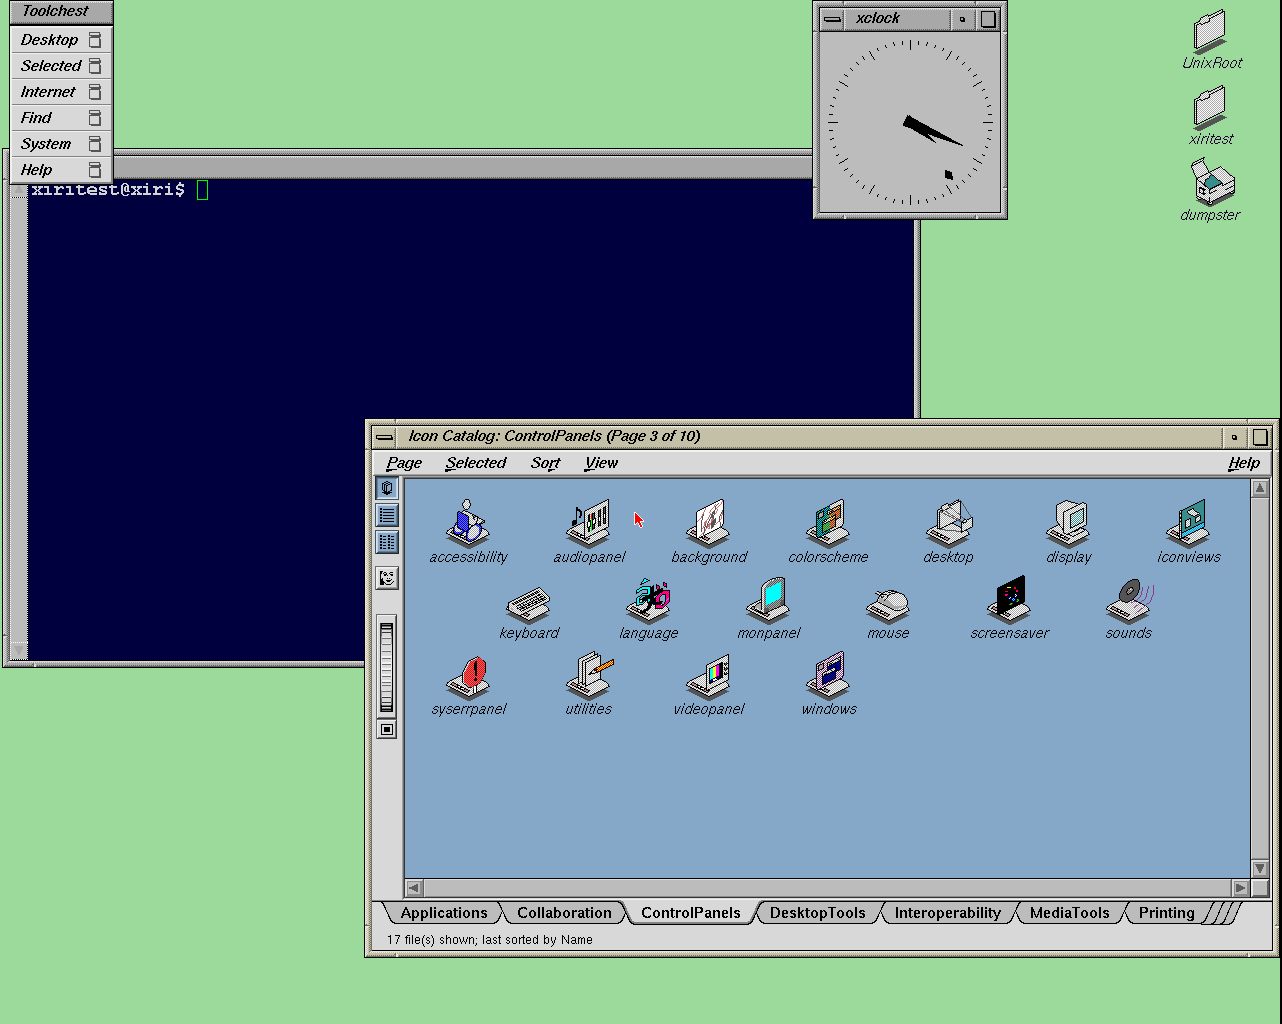 Toolchest
Desktop
Selected
Internet
Find
System
Help
xclock
UnixRoot
xiritest
dumpster
xiritest@xiri$
Icon Catalog: ControlPanels (Page 3 of 10)
Page Selected Sort View Help
accessibility audiopanel background colorscheme desktop display iconviews
keyboard language monpanel mouse screensaver sounds
syserrpanel utilities videopanel windows
Applications Collaboration ControlPanels DesktopTools Interoperability MediaTools Printing
17 file(s) shown; last sorted by Name